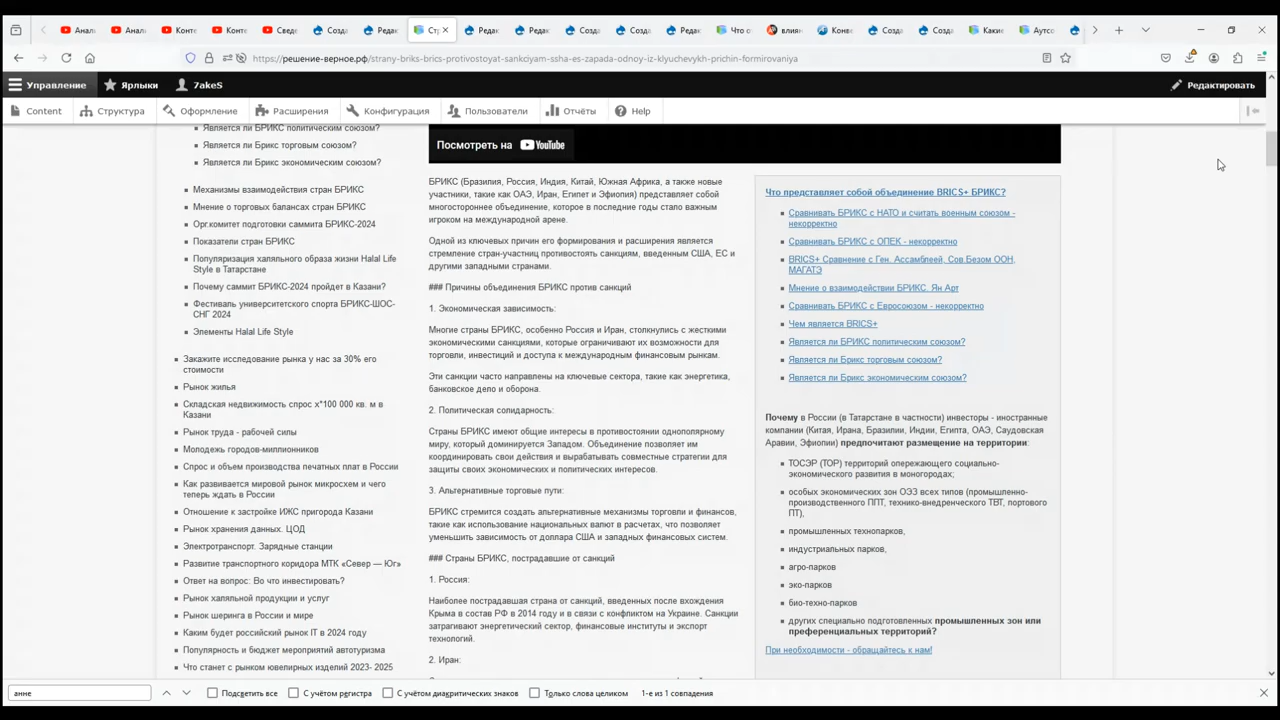 Анали
Анали
Конте
Конте
Сведе
Созда
Редак
Стр
Редак
Редак
Созда
Созда
Редак
Что о
влиян
Конве
Созда
Созда
Какие
Аутсо
https://решение-верное.рф/strany-briks-brics-protivostoyat-sankciyam-ssha-es-zapada-odnoy-iz-klyuchevykh-prichin-formirovaniya
Управление
Ярлыки
7akeS
Редактировать
Content
Структура
Оформление
Расширения
Конфигурация
Пользователи
Отчёты
Help
Является ли БРИКС политическим союзом?
Является ли Брикс торговым союзом?
Является ли Брикс экономическим союзом?
Механизмы взаимодействия стран БРИКС
Мнение о торговых балансах стран БРИКС
Орг.комитет подготовки саммита БРИКС-2024
Показатели стран БРИКС
Популяризация халяльного образа жизни Halal Life
Style в Татарстане
Почему саммит БРИКС-2024 пройдет в Казани?
Фестиваль университетского спорта БРИКС-ШОС-
СНГ 2024
Элементы Halal Life Style
Закажите исследование рынка у нас за 30% его
стоимости
Рынок жилья
Складская недвижимость спрос х*100 000 кв. м в
Казани
Рынок труда - рабочей силы
Молодежь городов-миллионников
Спрос и объем производства печатных плат в России
Как развивается мировой рынок микросхем и чего
теперь ждать в России
Отношение к застройке ИЖС пригорода Казани
Рынок хранения данных. ЦОД
Электротранспорт. Зарядные станции
Развитие транспортного коридора МТК «Север — Юг»
Ответ на вопрос: Во что инвестировать?
Рынок халяльной продукции и услуг
Рынок шеринга в России и мире
Каким будет российский рынок IT в 2024 году
Популярность и бюджет мероприятий автотуризма
Что станет с рынком ювелирных изделий 2023- 2025
Посмотреть на YouTube
БРИКС (Бразилия, Россия, Индия, Китай, Южная Африка, а также новые
участники, такие как ОАЭ, Иран, Египет и Эфиопия) представляет собой
многостороннее объединение, которое в последние годы стало важным
игроком на международной арене.
Одной из ключевых причин его формирования и расширения является
стремление стран-участниц противостоять санкциям, введенным США, ЕС и
другими западными странами.
### Причины объединения БРИКС против санкций
1. Экономическая зависимость:
Многие страны БРИКС, особенно Россия и Иран, столкнулись с жесткими
экономическими санкциями, которые ограничивают их возможности для
торговли, инвестиций и доступа к международным финансовым рынкам.
Эти санкции часто направлены на ключевые сектора, такие как энергетика,
банковское дело и оборона.
2. Политическая солидарность:
Страны БРИКС имеют общие интересы в противостоянии однополярному
миру, который доминируется Западом. Объединение позволяет им
координировать свои действия и вырабатывать совместные стратегии для
защиты своих экономических и политических интересов.
3. Альтернативные торговые пути:
БРИКС стремится создать альтернативные механизмы торговли и финансов,
такие как использование национальных валют в расчетах, что позволяет
уменьшить зависимость от доллара США и западных финансовых систем.
### Страны БРИКС, пострадавшие от санкций
1. Россия:
Наиболее пострадавшая страна от санкций, введенных после вхождения
Крыма в состав РФ в 2014 году и в связи с конфликтом на Украине. Санкции
затрагивают энергетический сектор, финансовые институты и экспорт
технологий.
2. Иран:
Что представляет собой объединение BRICS+ БРИКС?
Сравнивать БРИКС с НАТО и считать военным союзом -
некорректно
Сравнивать БРИКС с ОПЕК - некорректно
BRICS+ Сравнение с Ген. Ассамблеей, Сов.Безом ООН,
МАГАТЭ
Мнение о взаимодействии БРИКС. Ян Арт
Сравнивать БРИКС с Евросоюзом - некорректно
Чем является BRICS+
Является ли БРИКС политическим союзом?
Является ли Брикс торговым союзом?
Является ли Брикс экономическим союзом?
Почему в России (в Татарстане в частности) инвесторы - иностранные
компании (Китая, Ирана, Бразилии, Индии, Египта, ОАЭ, Саудовская
Аравии, Эфиопии) предпочитают размещение на территории:
ТОСЭР (ТОР) территорий опережающего социально-
экономического развития в моногородах;
особых экономических зон ОЭЗ всех типов (промышленно-
производственного ППТ, технико-внедренческого ТВТ, портового
ПТ),
промышленных технопарков,
индустриальных парков,
агро-парков
эко-парков
био-техно-парков
других специально подготовленных промышленных зон или
преференциальных территорий?
При необходимости - обращайтесь к нам!
анне
Подсветить все
С учётом регистра
С учётом диакритических знаков
Только слова целиком
1-е из 1 совпадения